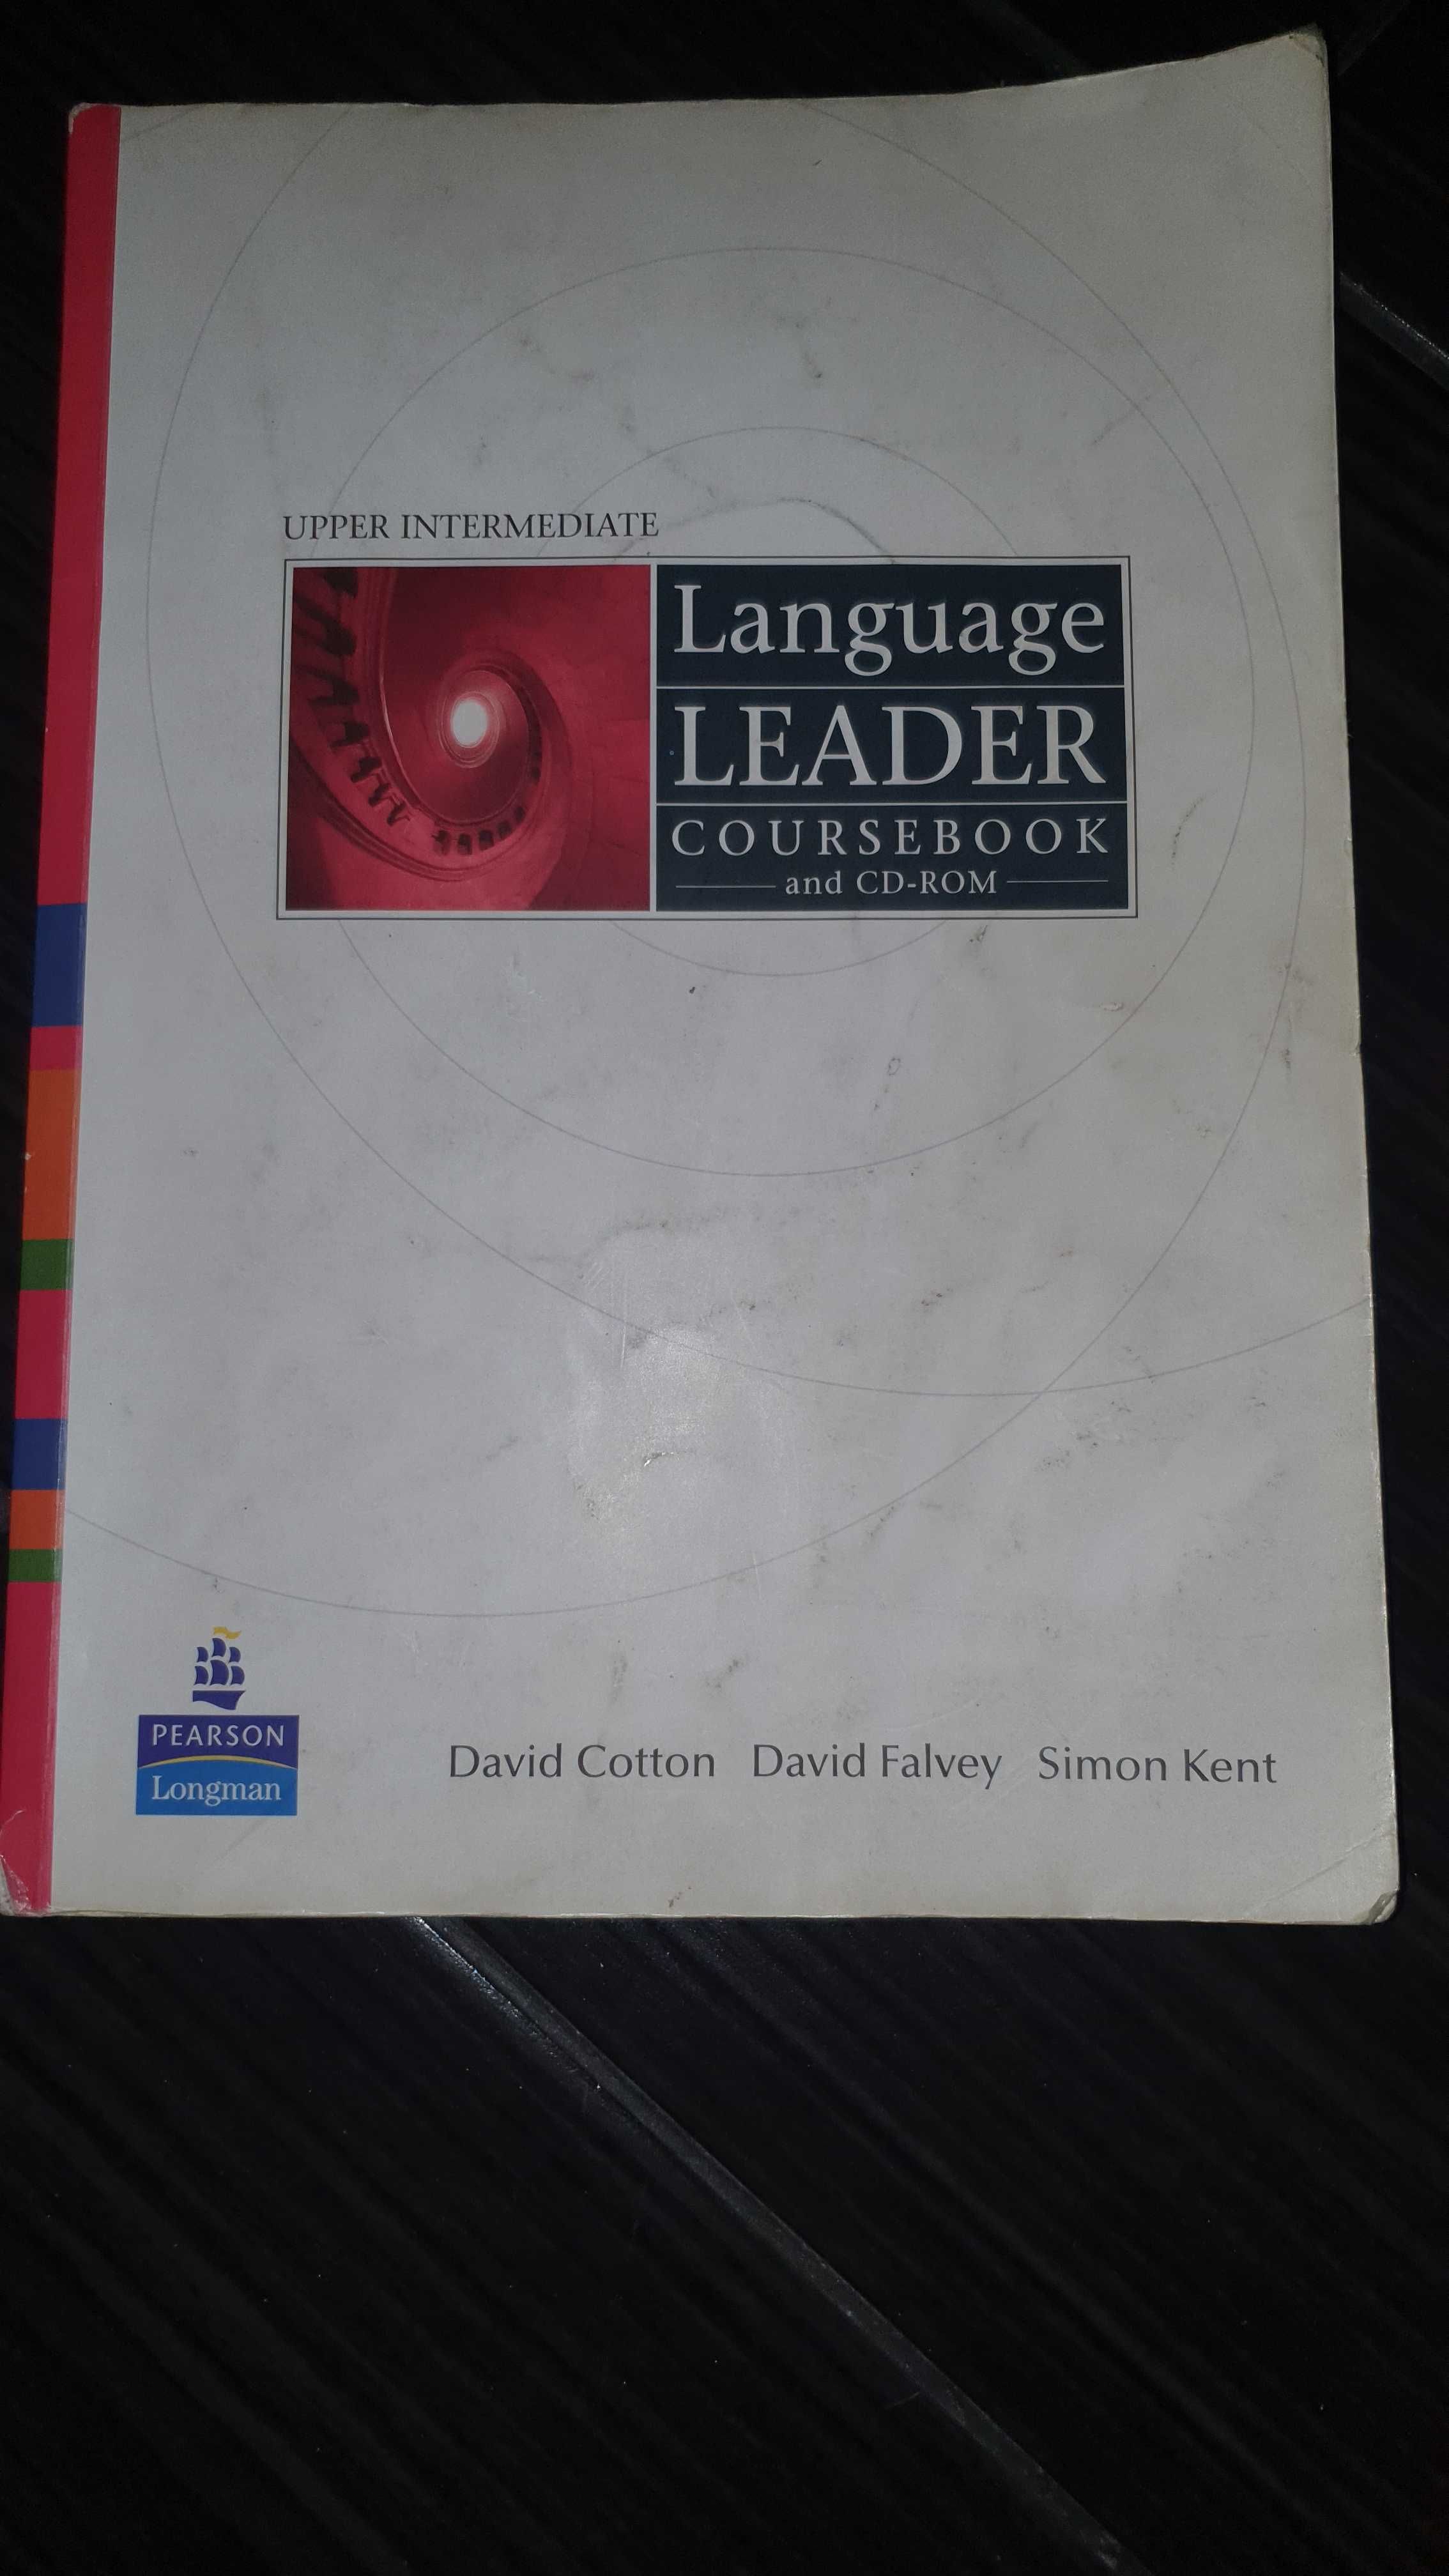 UPPER INTERMEDIATE
Language
LEADER
COURSEBOOK
and CD-ROM
PEARSON
Longman
David Cotton David Falvey Simon Kent